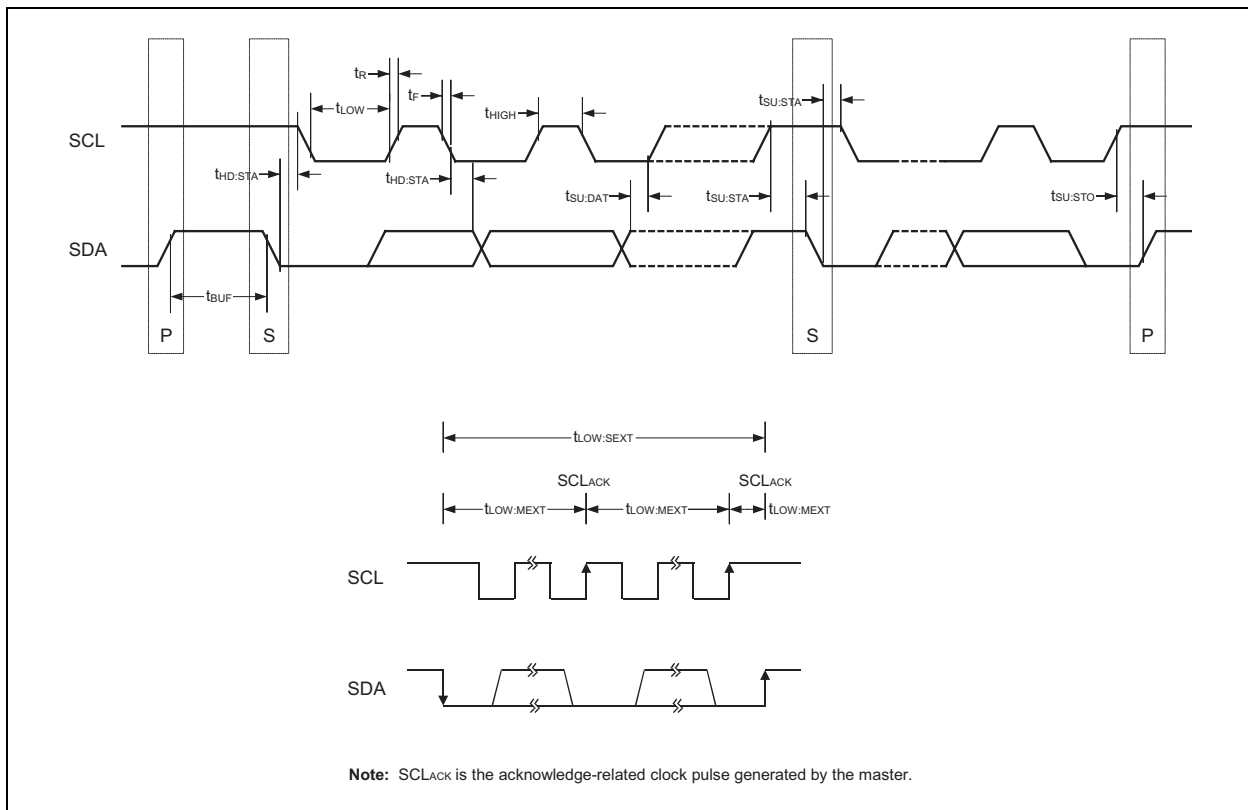 tR
tF
tLOW
tHIGH
tSU:STA
SCL
tHD:STA
tHD:STA
tSU:DAT
tSU:STA
tSU:STO
SDA
tBUF
P
S
S
P
tLOW:SEXT
SCLACK
SCLACK
tLOW:MEXT
tLOW:MEXT
tLOW:MEXT
SCL
SDA
Note: SCLACK is the acknowledge-related clock pulse generated by the master.